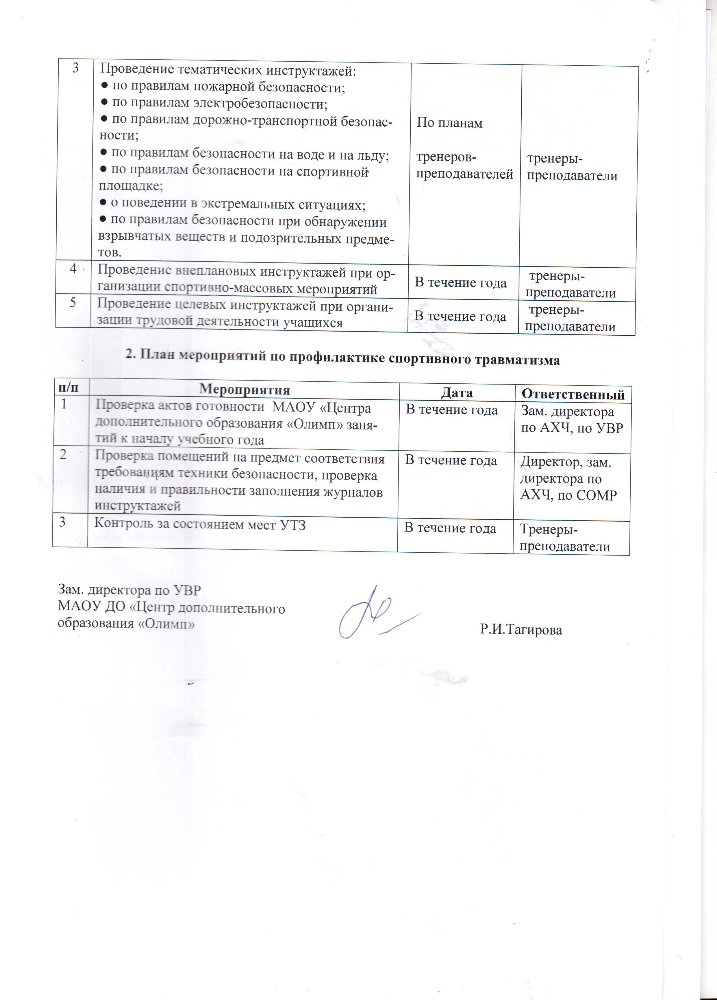 3
Проведение тематических инструктажей:
● по правилам пожарной безопасности;
● по правилам электробезопасности;
● по правилам дорожно-транспортной безопас-
ности;
● по правилам безопасности на воде и на льду;
● по правилам безопасности на спортивной
площадке;
● о поведении в экстремальных ситуациях;
● по правилам безопасности при обнаружении
взрывчатых веществ и подозрительных предме-
тов.
По планам
тренеров-
преподавателей
тренеры-
преподаватели
4
Проведение внеплановых инструктажей при ор-
ганизации спортивно-массовых мероприятий
В течение года
тренеры-
преподаватели
5
Проведение целевых инструктажей при органи-
зации трудовой деятельности учащихся
В течение года
тренеры-
преподаватели
2. План мероприятий по профилактике спортивного травматизма
п/п
Мероприятия
Дата
Ответственный
1
Проверка актов готовности МАОУ «Центра
дополнительного образования «Олимп» заня-
тий к началу учебного года
В течение года
Зам. директора
по АХЧ, по УВР
2
Проверка помещений на предмет соответствия
требованиям техники безопасности, проверка
наличия и правильности заполнения журналов
инструктажей
В течение года
Директор, зам.
директора по
АХЧ, по СОМР
3
Контроль за состоянием мест УТЗ
В течение года
Тренеры-
преподаватели
Зам. директора по УВР
МАОУ ДО «Центр дополнительного
образования «Олимп»
Р.И.Тагирова